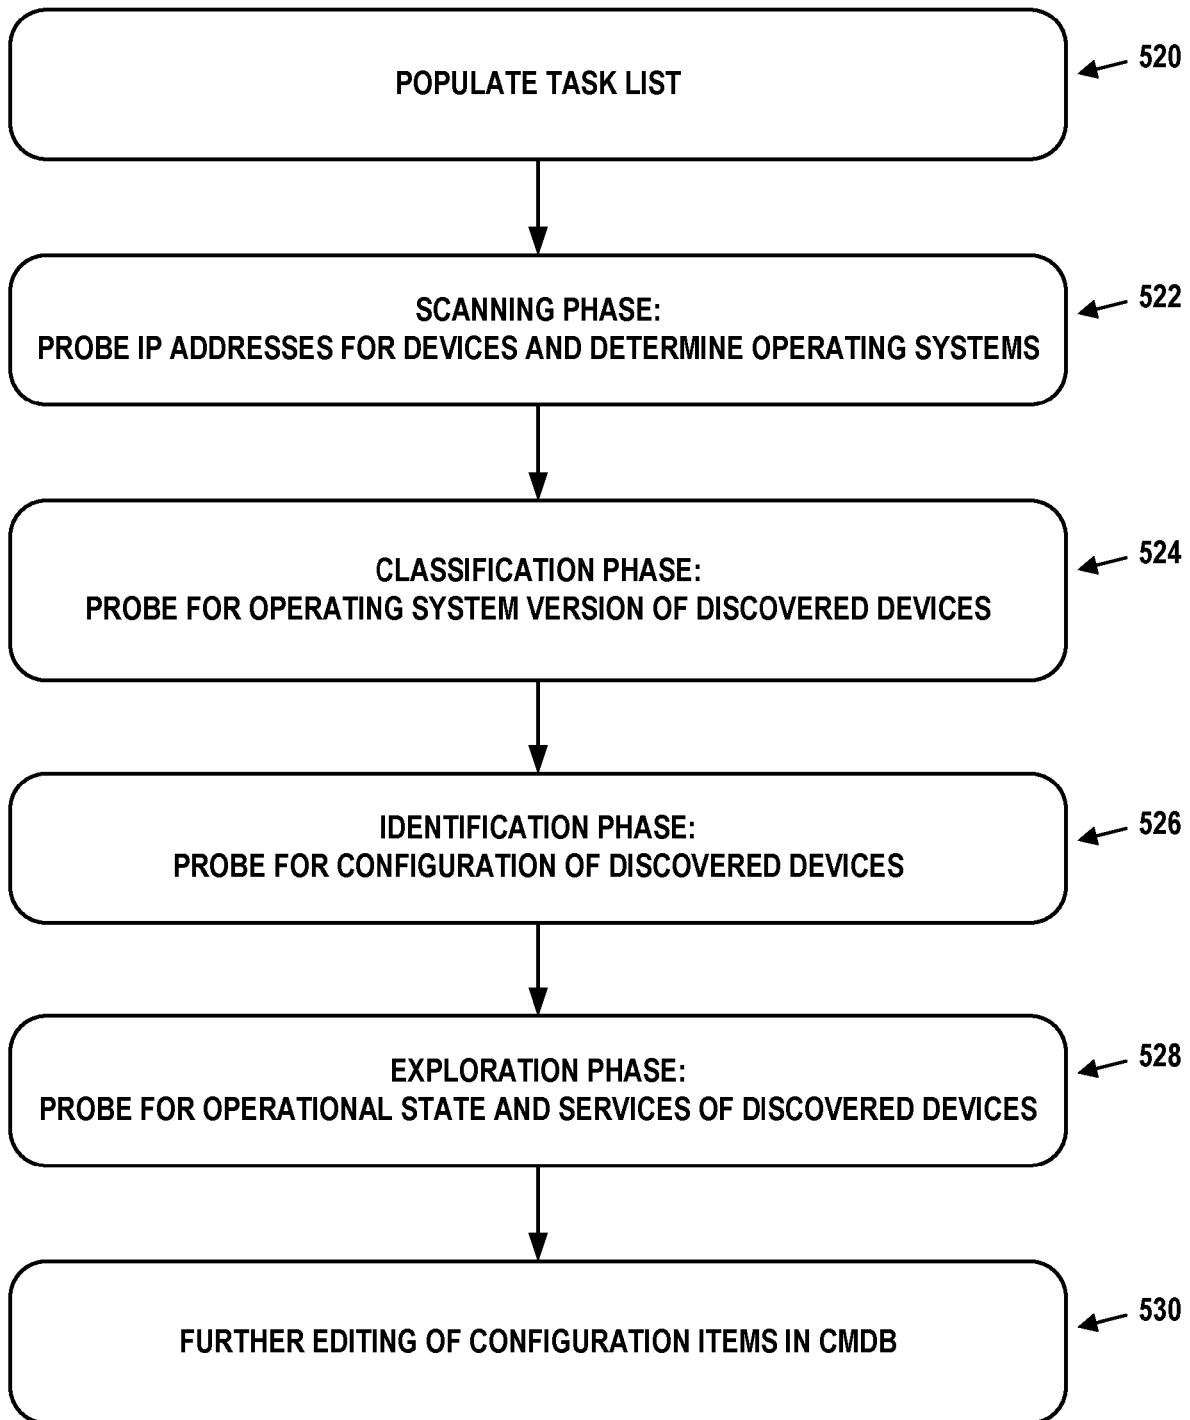 POPULATE TASK LIST
520
SCANNING PHASE:
PROBE IP ADDRESSES FOR DEVICES AND DETERMINE OPERATING SYSTEMS
522
CLASSIFICATION PHASE:
PROBE FOR OPERATING SYSTEM VERSION OF DISCOVERED DEVICES
524
IDENTIFICATION PHASE:
PROBE FOR CONFIGURATION OF DISCOVERED DEVICES
526
EXPLORATION PHASE:
PROBE FOR OPERATIONAL STATE AND SERVICES OF DISCOVERED DEVICES
528
FURTHER EDITING OF CONFIGURATION ITEMS IN CMDB
530